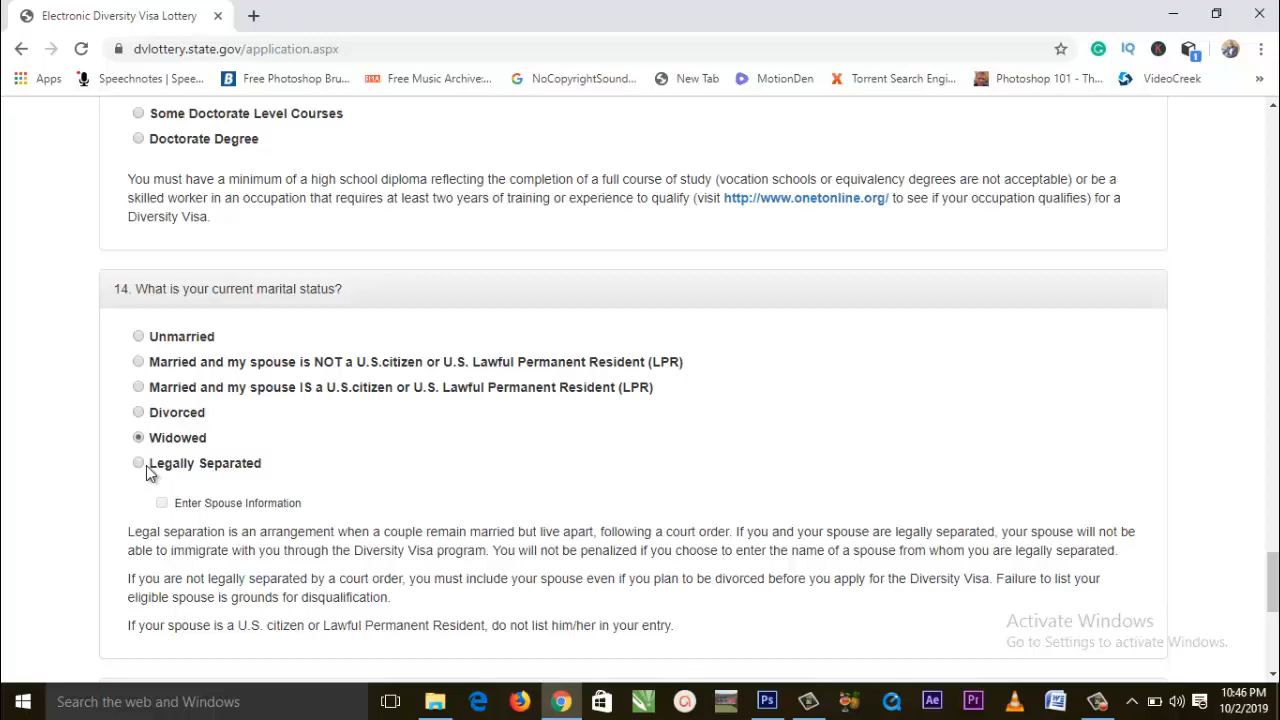 Electronic Diversity Visa Lottery
dvlottery.state.gov/application.aspx
Apps Speechnotes | Spee... Free Photoshop Bru... Free Music Archive:... NoCopyrightSound... New Tab MotionDen Torrent Search Engi... Photoshop 101 - Th... VideoCreek »
Some Doctorate Level Courses
Doctorate Degree
You must have a minimum of a high school diploma reflecting the completion of a full course of study (vocation schools or equivalency degrees are not acceptable) or be a
skilled worker in an occupation that requires at least two years of training or experience to qualify (visit http://www.onetonline.org/ to see if your occupation qualifies) for a
Diversity Visa.
14. What is your current marital status?
Unmarried
Married and my spouse is NOT a U.S.citizen or U.S. Lawful Permanent Resident (LPR)
Married and my spouse IS a U.S.citizen or U.S. Lawful Permanent Resident (LPR)
Divorced
Widowed
Legally Separated
Enter Spouse Information
Legal separation is an arrangement when a couple remain married but live apart, following a court order. If you and your spouse are legally separated, your spouse will not be
able to immigrate with you through the Diversity Visa program. You will not be penalized if you choose to enter the name of a spouse from whom you are legally separated.
If you are not legally separated by a court order, you must include your spouse even if you plan to be divorced before you apply for the Diversity Visa. Failure to list your
eligible spouse is grounds for disqualification.
If your spouse is a U.S. citizen or Lawful Permanent Resident, do not list him/her in your entry.
Activate Windows
Go to Settings to activate Windows.
Search the web and Windows
10:46 PM
10/2/2019